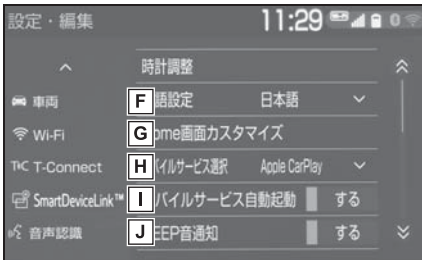 設定・編集 11:29
時計調整
車両
F 語設定 日本語
Wi-Fi
G ome画面カスタマイズ
T-Connect
H バイルサービス選択 Apple CarPlay
SmartDeviceLink™
I バイルサービス自動起動 する
音声認識
J EEP音通知 する